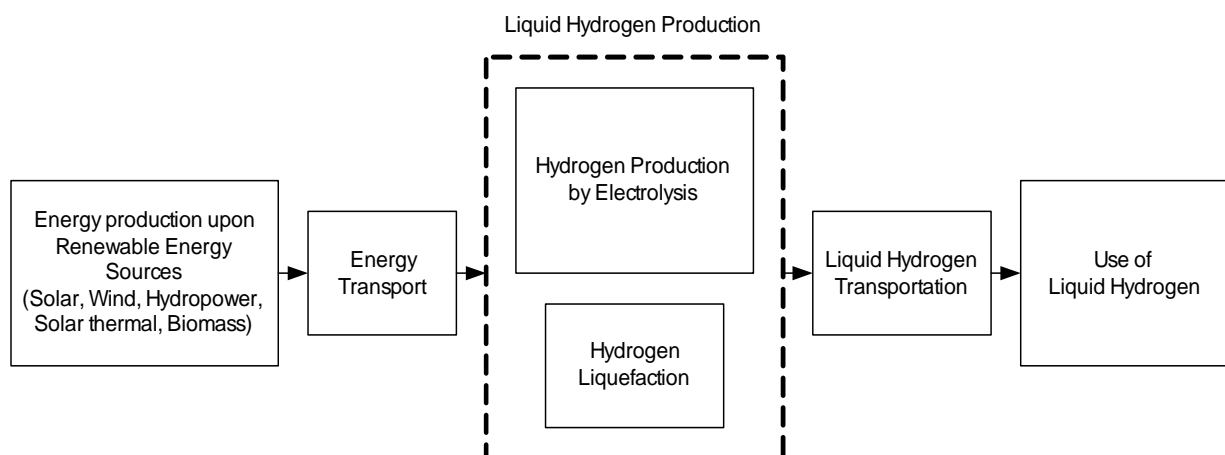 Liquid Hydrogen Production
Energy production upon
Renewable Energy
Sources
(Solar, Wind, Hydropower,
Solar thermal, Biomass)
Energy
Transport
Hydrogen Production
by Electrolysis
Hydrogen
Liquefaction
Liquid Hydrogen
Transportation
Use of
Liquid Hydrogen